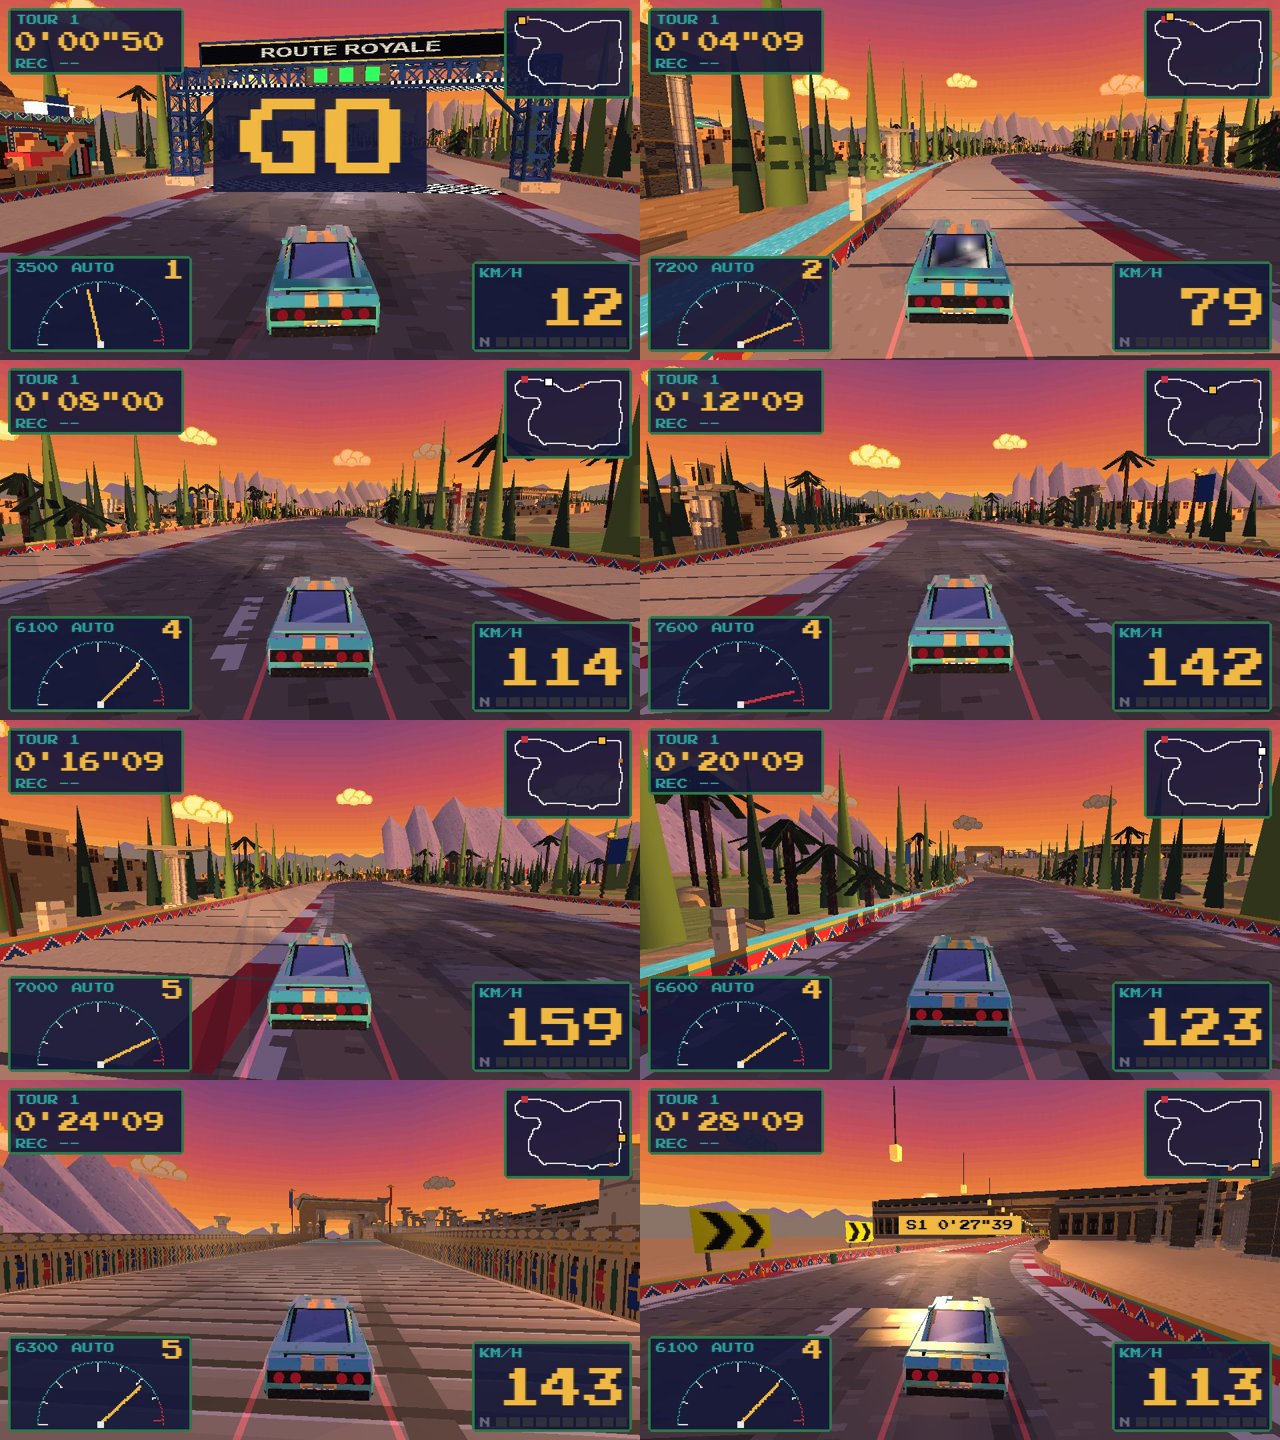 TOUR 1
0'00"50
REC --
ROUTE ROYALE
GO
3500 AUTO 1
KM/H
12
N
TOUR 1
0'04"09
REC --
7200 AUTO 2
KM/H
79
N
TOUR 1
0'08"00
REC --
6100 AUTO 4
KM/H
114
N
TOUR 1
0'12"09
REC --
7600 AUTO 4
KM/H
142
N
TOUR 1
0'16"09
REC --
7000 AUTO 5
KM/H
159
N
TOUR 1
0'20"09
REC --
6600 AUTO 4
KM/H
123
N
TOUR 1
0'24"09
REC --
6300 AUTO 5
KM/H
143
N
TOUR 1
0'28"09
REC --
S1 0'27"39
6100 AUTO 4
KM/H
113
N